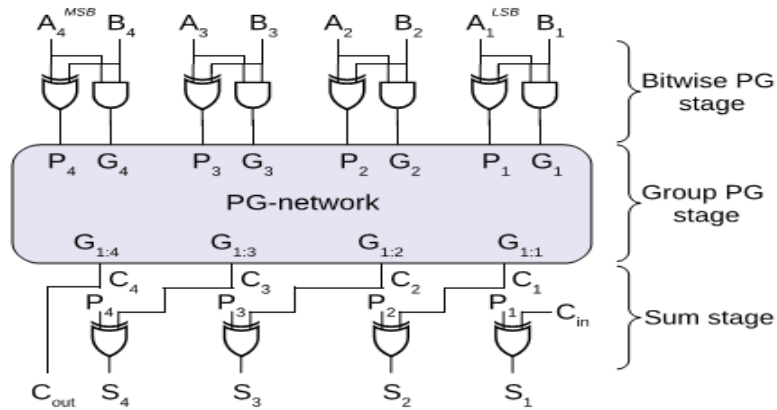 MSB LSB
A4 B4 A3 B3 A2 B2 A1 B1
Bitwise PG
stage
P4 G4 P3 G3 P2 G2 P1 G1
Group PG
stage
PG-network
G1:4 G1:3 G1:2 G1:1
C4 C3 C2 C1
P4 P3 P2 P1 Cin
Sum stage
Cout S4 S3 S2 S1